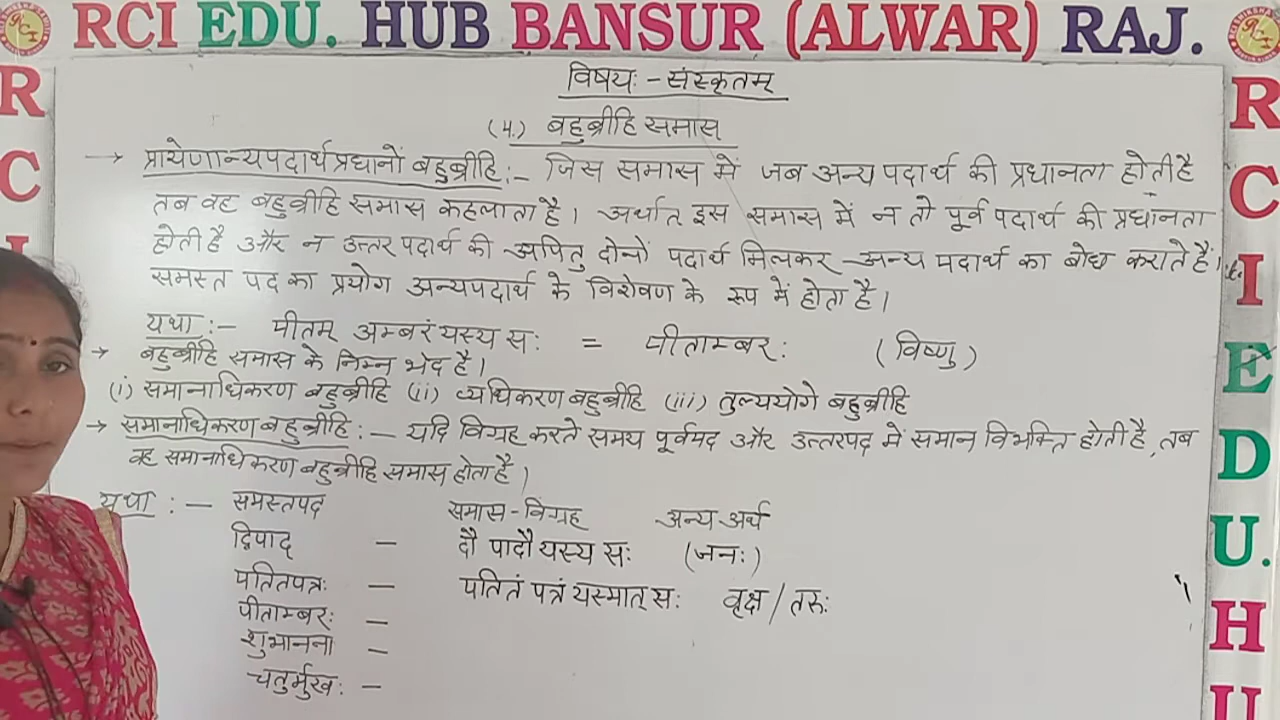 RCI EDU. HUB BANSUR (ALWAR) RAJ.
विषयः - संस्कृतम्
(4.) बहुब्रीहि समास
→ प्रायेणान्यपदार्थप्रधानों बहुब्रीहि :- जिस समास में जब अन्य पदार्थ की प्रधानता होती है
तब वह बहुब्रीहि समास कहलाता है। अर्थात इस समास में न तो पूर्व पदार्थ की प्रधानता
होती है और न उत्तर पदार्थ की अपितु दोनों पदार्थ मिलकर अन्य पदार्थ का बोध कराते हैं।
समस्त पद का प्रयोग अन्यपदार्थ के विशेषण के रूप में होता है।
यथा :- पीतम् अम्बरं यस्य सः = पीताम्बरः (विष्णु)
→ बहुब्रीहि समास के निम्न भेद है।
(i) समानाधिकरण बहुब्रीहि (ii) व्यधिकरण बहुब्रीहि (iii) तुल्ययोगे बहुब्रीहि
→ समानाधिकरण बहुब्रीहि :- यदि विग्रह करते समय पूर्वपद और उत्तरपद में समान विभक्ति होती है, तब
वह समानाधिकरण बहुब्रीहि समास होता है।
यथा :- समस्तपद समास-विग्रह अन्य अर्थ
द्विपाद् - दौ पादौ यस्य सः (जनः)
पतितपत्रः - पतितं पत्रं यस्मात् सः वृक्ष / तरुः
पीताम्बरः -
शुभानना -
चतुर्मुखः -
R
C
I
R
C
I
E
D
U.
H
U